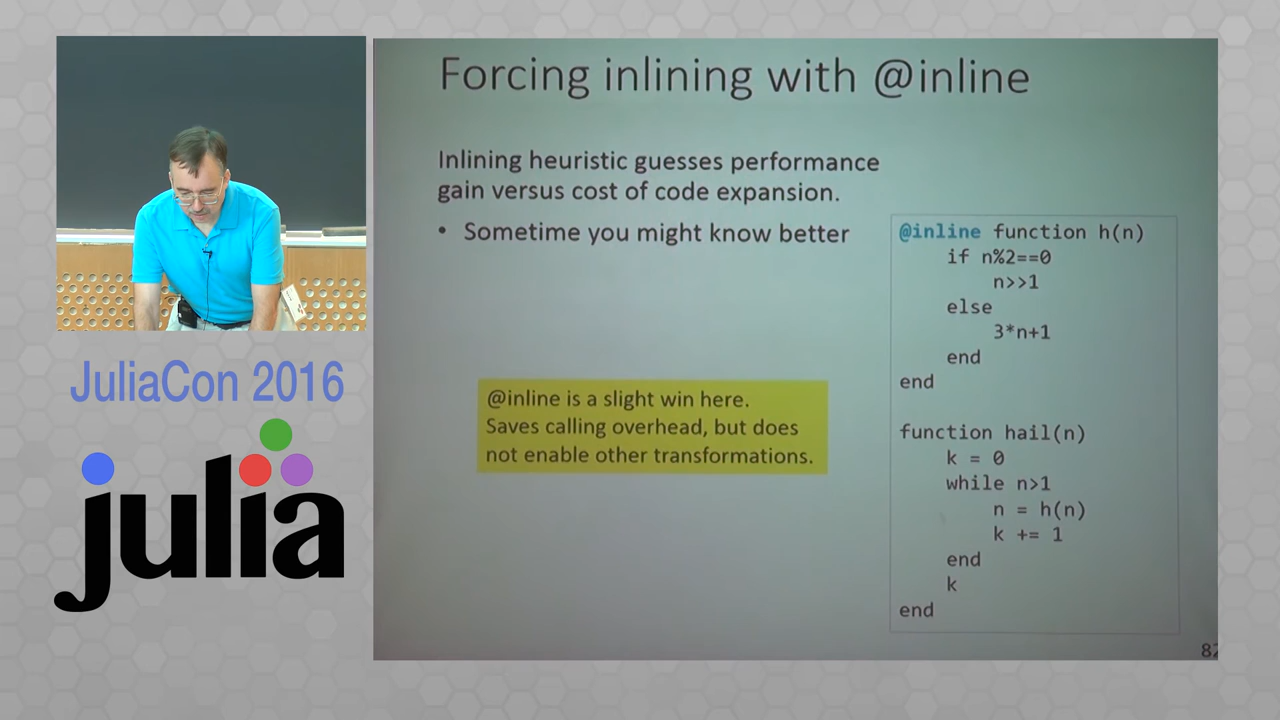 Forcing inlining with @inline
Inlining heuristic guesses performance
gain versus cost of code expansion.
• Sometime you might know better
@inline function h(n)
if n%2==0
n>>1
else
3*n+1
end
end
function hail(n)
k = 0
while n>1
n = h(n)
k += 1
end
k
end
@inline is a slight win here.
Saves calling overhead, but does
not enable other transformations.
82
JuliaCon 2016
julia